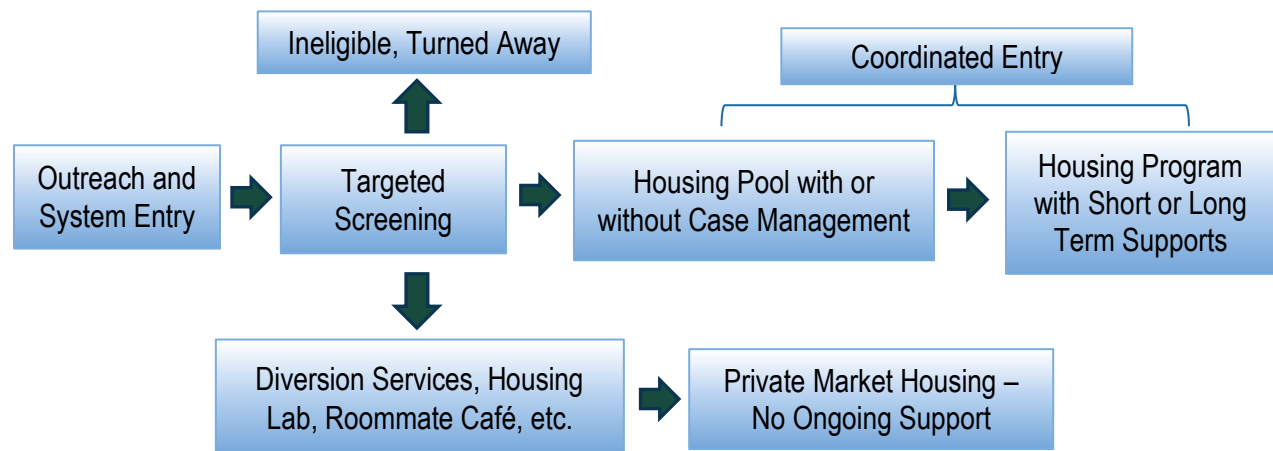 Ineligible, Turned Away
Coordinated Entry
Outreach and
System Entry
Targeted
Screening
Housing Pool with or
without Case Management
Housing Program
with Short or Long
Term Supports
Diversion Services, Housing
Lab, Roommate Café, etc.
Private Market Housing –
No Ongoing Support